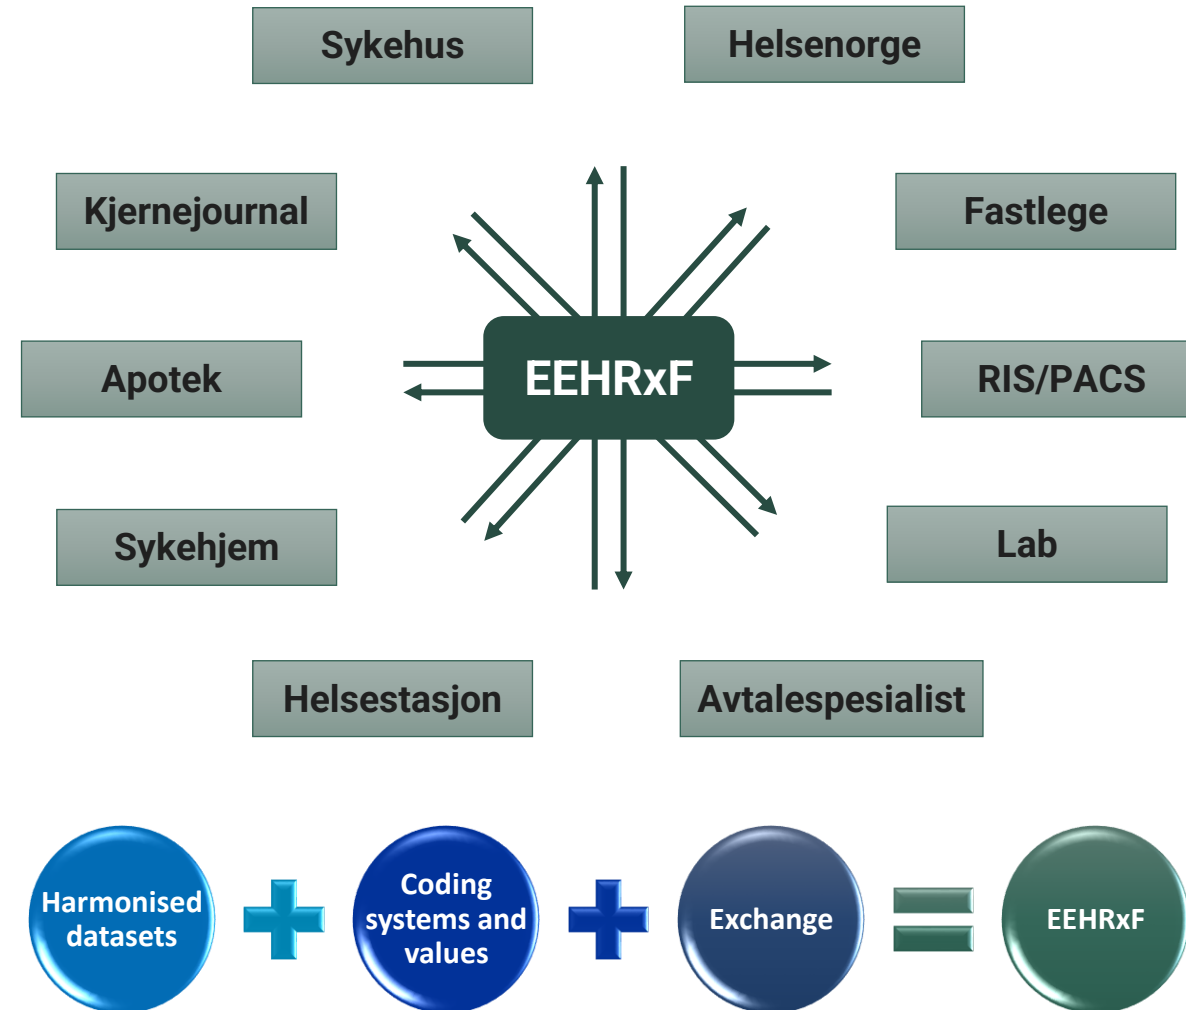 Sykehus
Helsenorge
Kjernejournal
Fastlege
Apotek
EEHRxF
RIS/PACS
Sykehjem
Lab
Helsestasjon
Avtalespesialist
Harmonised
datasets
Coding
systems and
values
Exchange
EEHRxF